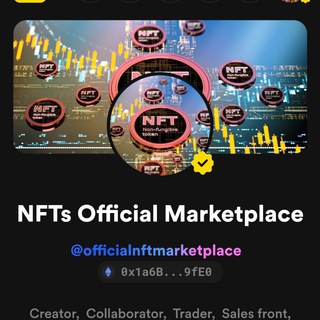 NFT
NFT
NFT
NFT
NFT
Non-fungible
token
NFT
Non-fungible
token
NFT
NFTs Official Marketplace
@officialnftmarketplace
0x1a6B...9fE0
Creator, Collaborator, Trader, Sales front,